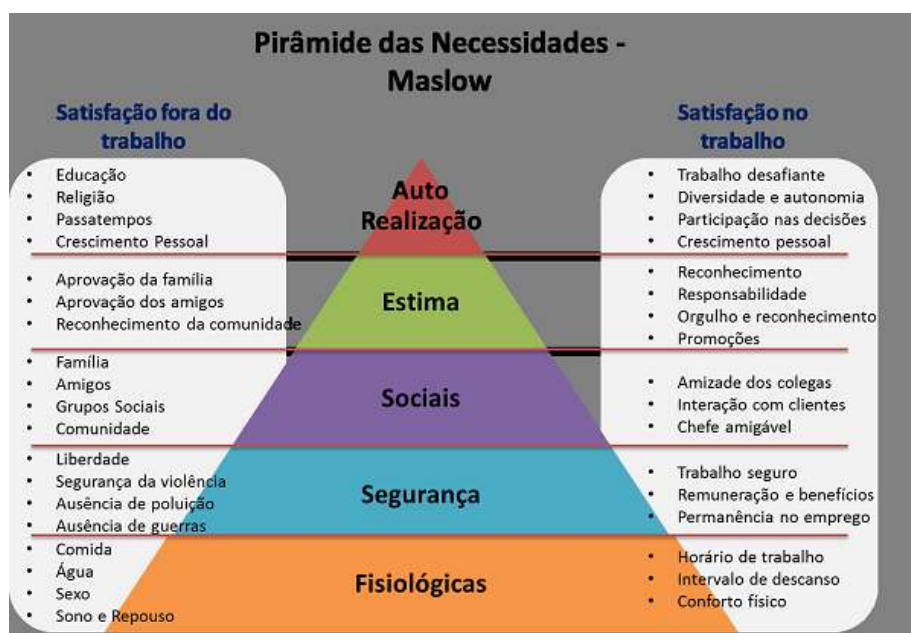 Pirâmide das Necessidades -
Maslow
Satisfação fora do
trabalho
• Educação
• Religião
• Passatempos
• Crescimento Pessoal
• Aprovação da família
• Aprovação dos amigos
• Reconhecimento da comunidade
• Família
• Amigos
• Grupos Sociais
• Comunidade
• Liberdade
• Segurança da violência
• Ausência de poluição
• Ausência de guerras
• Comida
• Água
• Sexo
• Sono e Repouso
Auto
Realização
Estima
Sociais
Segurança
Fisiológicas
Satisfação no
trabalho
• Trabalho desafiante
• Diversidade e autonomia
• Participação nas decisões
• Crescimento pessoal
• Reconhecimento
• Responsabilidade
• Orgulho e reconhecimento
• Promoções
• Amizade dos colegas
• Interação com clientes
• Chefe amigável
• Trabalho seguro
• Remuneração e benefícios
• Permanência no emprego
• Horário de trabalho
• Intervalo de descanso
• Conforto físico